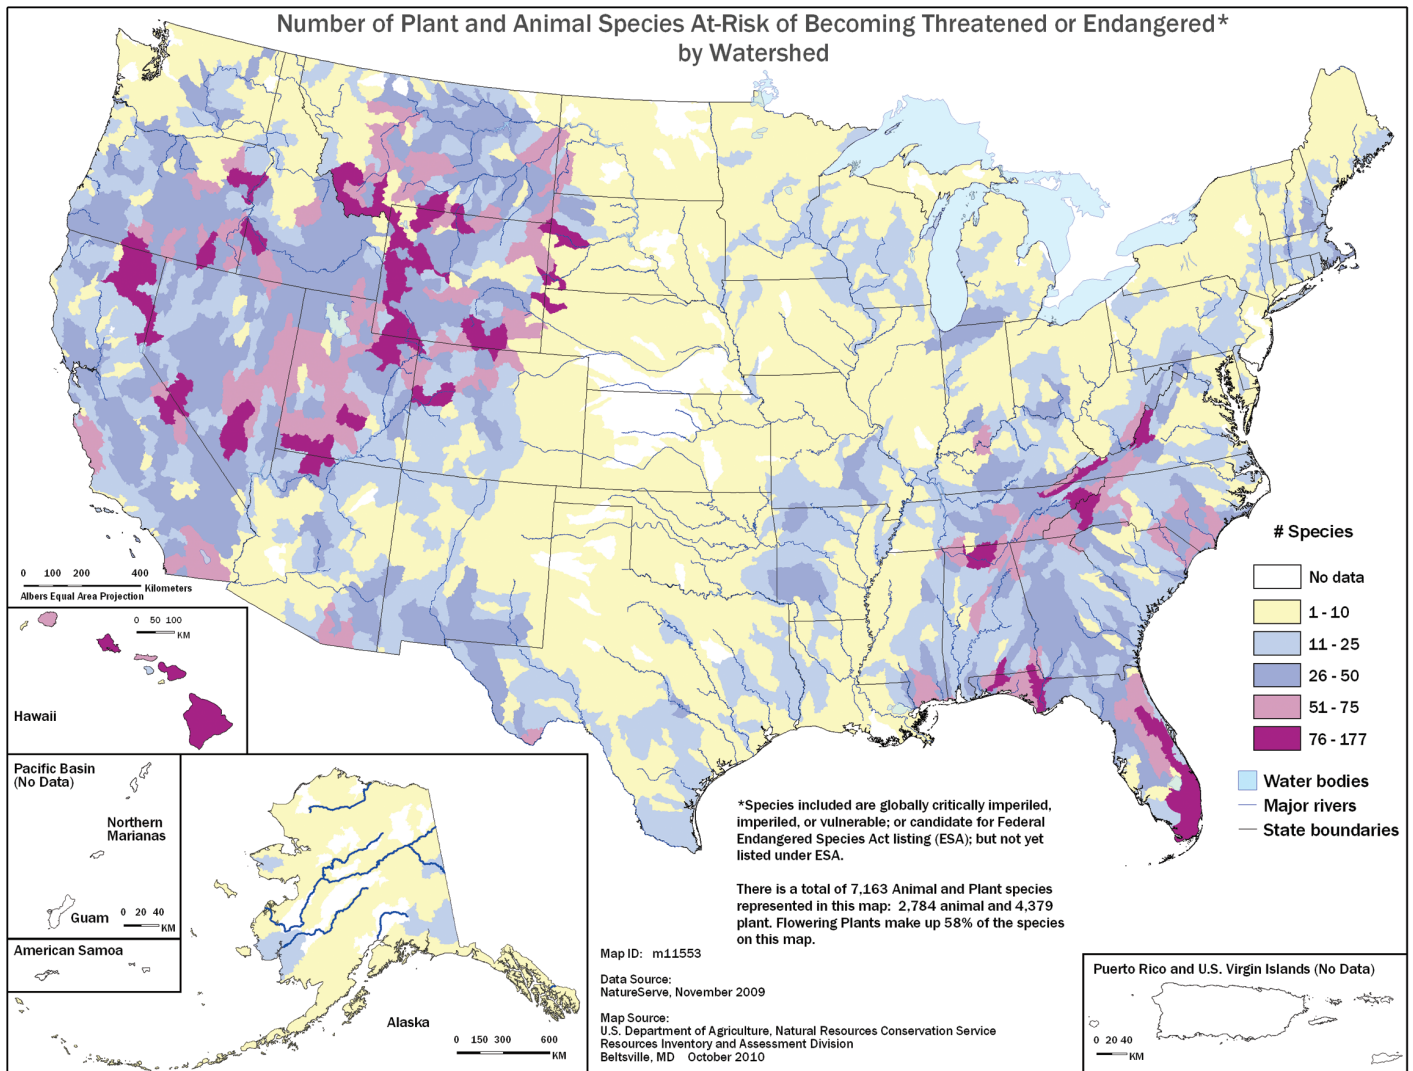 Number of Plant and Animal Species At-Risk of Becoming Threatened or Endangered*
by Watershed
0 100 200 400 Kilometers
Albers Equal Area Projection
0 50 100
KM
Hawaii
Pacific Basin
(No Data)
Northern
Marianas
Guam
0 20 40
KM
American Samoa
Alaska
0 150 300 600
KM
# Species
No data
1 - 10
11 - 25
26 - 50
51 - 75
76 - 177
Water bodies
Major rivers
State boundaries
*Species included are globally critically imperiled,
imperiled, or vulnerable; or candidate for Federal
Endangered Species Act listing (ESA); but not yet
listed under ESA.
There is a total of 7,163 Animal and Plant species
represented in this map: 2,784 animal and 4,379
plant. Flowering Plants make up 58% of the species
on this map.
Map ID: m11553
Data Source:
NatureServe, November 2009
Map Source:
U.S. Department of Agriculture, Natural Resources Conservation Service
Resources Inventory and Assessment Division
Beltsville, MD October 2010
Puerto Rico and U.S. Virgin Islands (No Data)
0 20 40
KM